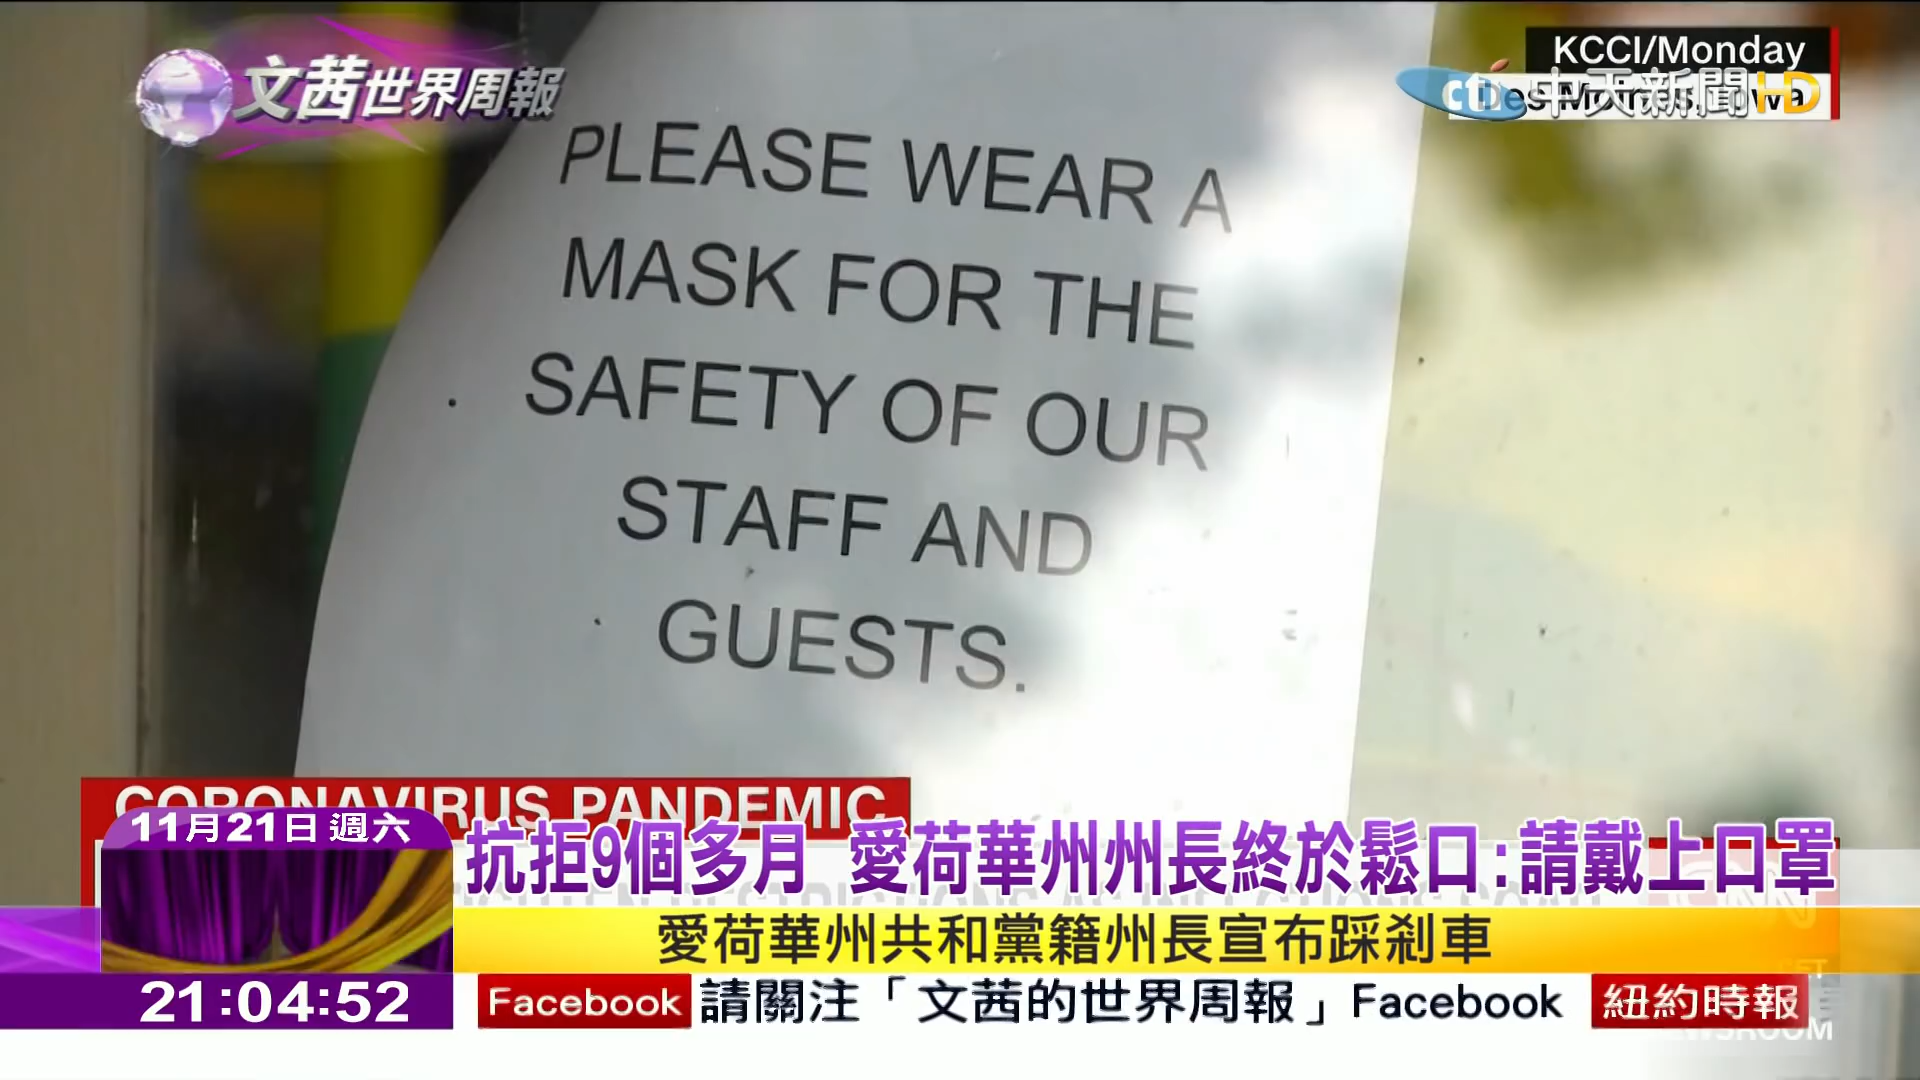 文茜世界周報
KCCI/Monday
中天新聞HD
PLEASE WEAR A
MASK FOR THE
SAFETY OF OUR
STAFF AND
GUESTS.
CORONAVIRUS PANDEMIC
11月21日 週六
抗拒9個多月 愛荷華州州長終於鬆口:請戴上口罩
愛荷華州共和黨籍州長宣布踩剎車
21:04:52
Facebook
請關注「文茜的世界周報」Facebook
紐約時報